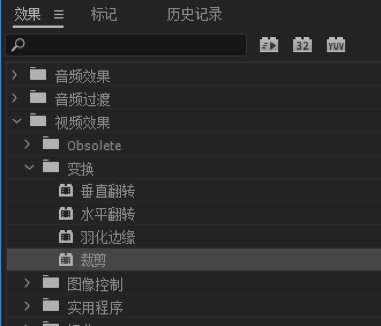 效果 标记 历史记录
32 YUV
音频效果
音频过渡
视频效果
Obsolete
变换
垂直翻转
水平翻转
羽化边缘
裁剪
图像控制
实用程序